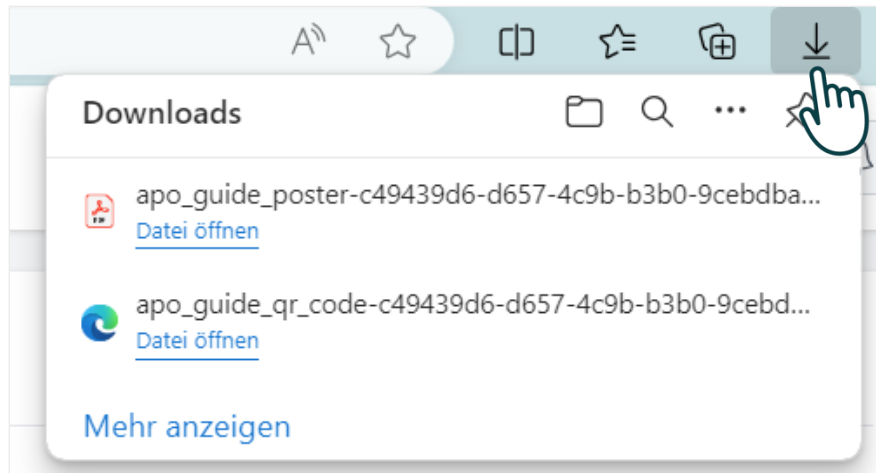 A
Downloads
apo_guide_poster-c49439d6-d657-4c9b-b3b0-9cebdba...
PDF
Datei öffnen
apo_guide_qr_code-c49439d6-d657-4c9b-b3b0-9cebd...
Datei öffnen
Mehr anzeigen